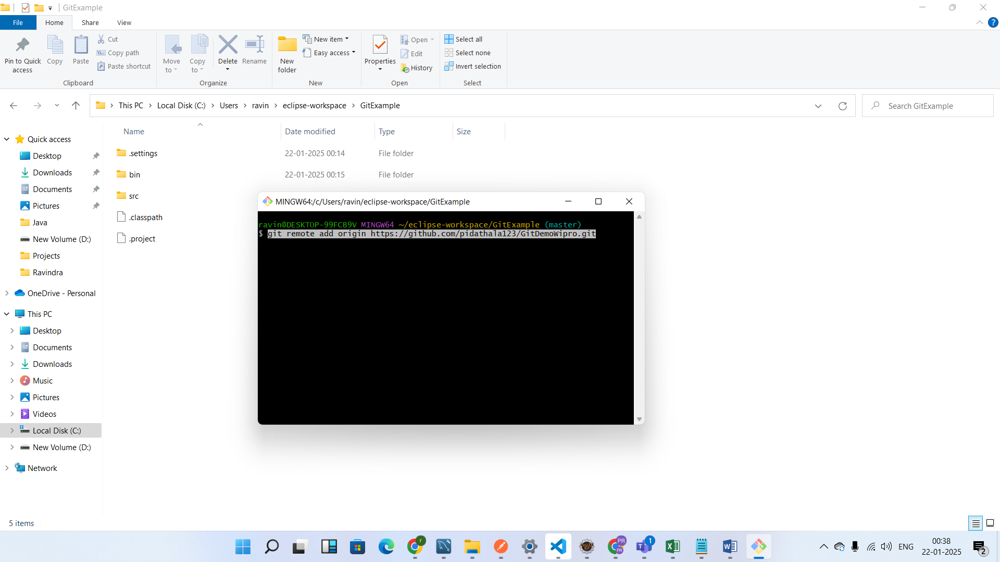 GitExample
File Home Share View
Pin to Quick access
Copy
Paste
Cut
Copy path
Paste shortcut
Clipboard
Move to
Copy to
Delete
Rename
Organize
New folder
New item
Easy access
New
Properties
Open
Edit
History
Open
Select all
Select none
Invert selection
Select
This PC > Local Disk (C:) > Users > ravin > eclipse-workspace > GitExample
Search GitExample
Name Date modified Type Size
.settings 22-01-2025 00:14 File folder
bin 22-01-2025 00:15 File folder
src
.classpath
.project
Quick access
Desktop
Downloads
Documents
Pictures
Java
New Volume (D:)
Projects
Ravindra
OneDrive - Personal
This PC
Desktop
Documents
Downloads
Music
Pictures
Videos
Local Disk (C:)
New Volume (D:)
Network
MINGW64:/c/Users/ravin/eclipse-workspace/GitExample
ravin@DESKTOP-99FCB9V MINGW64 ~/eclipse-workspace/GitExample (master)
$ git remote add origin https://github.com/pidathala123/GitDemoWipro.git
5 items
r
PR
PR
1
ENG
00:38
22-01-2025
2